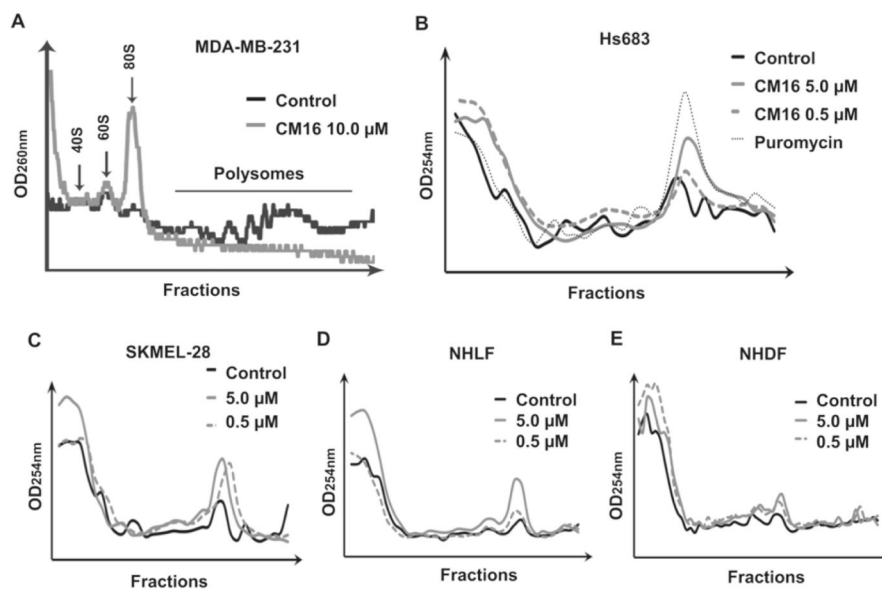 A
MDA-MB-231
40S
60S
80S
Control
CM16 10.0 µM
Polysomes
OD260nm
Fractions
B
Hs683
Control
CM16 5.0 µM
CM16 0.5 µM
Puromycin
OD254nm
Fractions
C
SKMEL-28
Control
5.0 µM
0.5 µM
OD254nm
Fractions
D
NHLF
Control
5.0 µM
0.5 µM
OD254nm
Fractions
E
NHDF
Control
5.0 µM
0.5 µM
OD254nm
Fractions